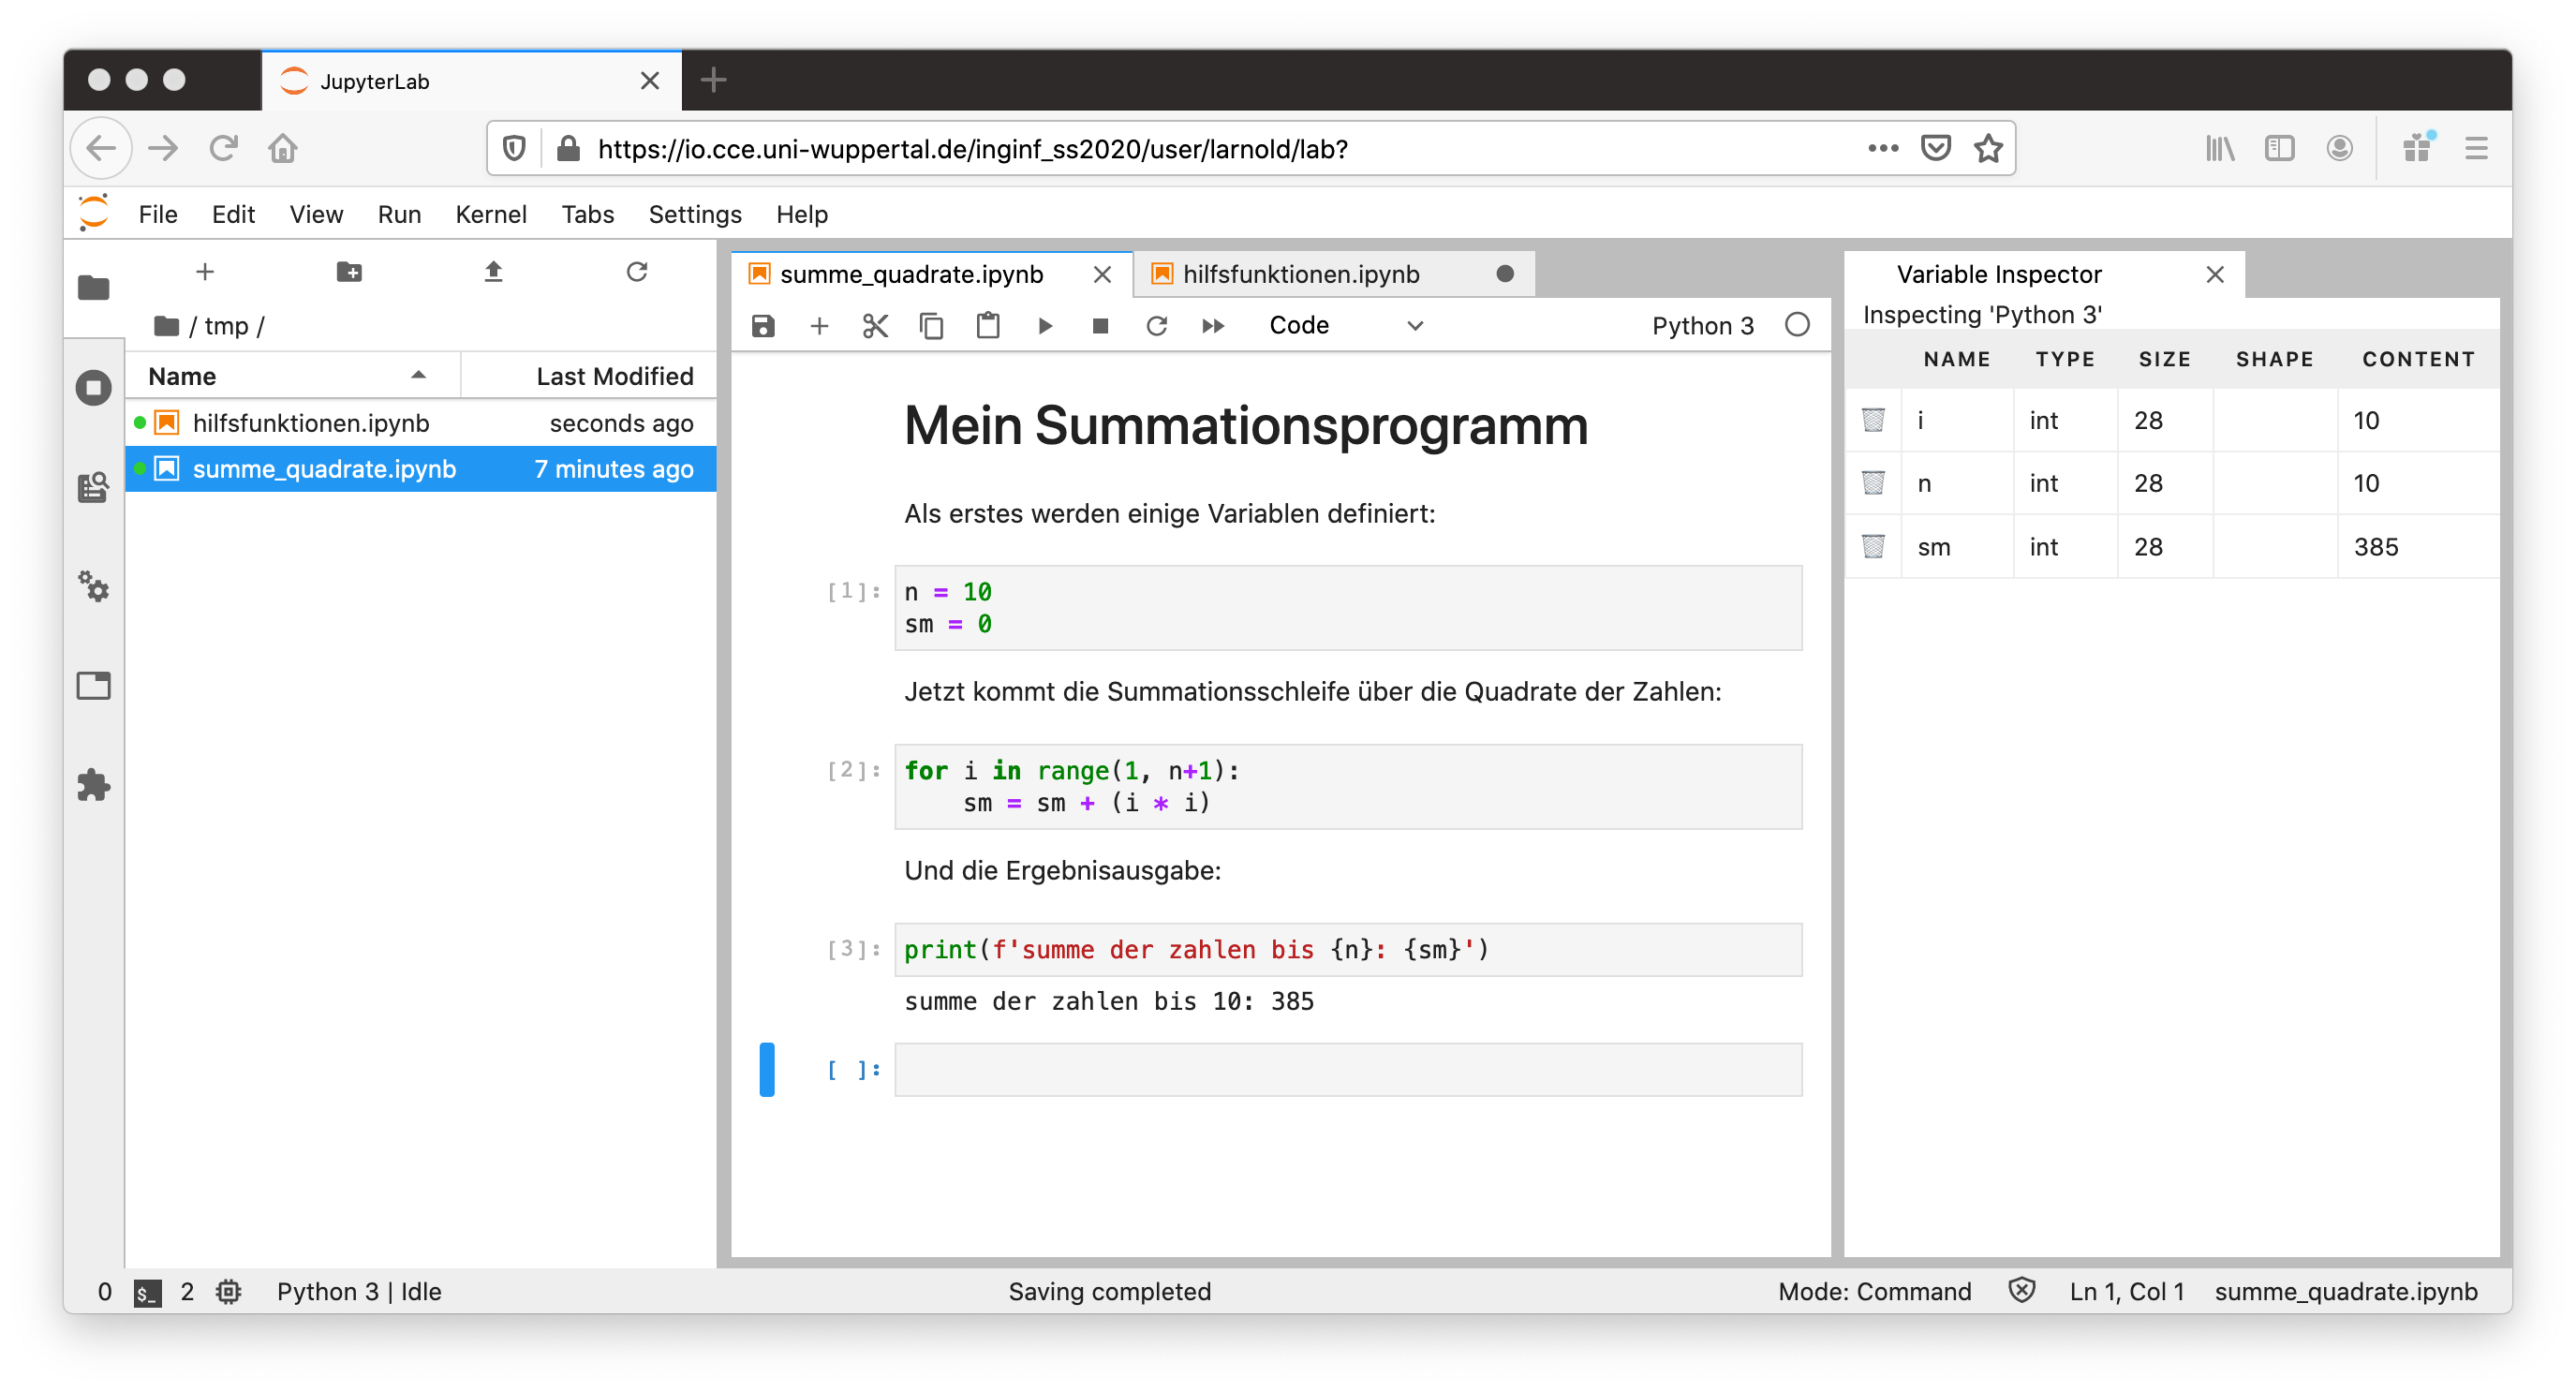 JupyterLab
https://io.cce.uni-wuppertal.de/inginf_ss2020/user/larnold/lab?
File Edit View Run Kernel Tabs Settings Help
/ tmp /
Name Last Modified
hilfsfunktionen.ipynb seconds ago
summe_quadrate.ipynb 7 minutes ago
summe_quadrate.ipynb hilfsfunktionen.ipynb
Code Python 3
Mein Summationsprogramm
Als erstes werden einige Variablen definiert:
[1]: n = 10
sm = 0
Jetzt kommt die Summationsschleife über die Quadrate der Zahlen:
[2]: for i in range(1, n+1):
    sm = sm + (i * i)
Und die Ergebnisausgabe:
[3]: print(f'summe der zahlen bis {n}: {sm}')
summe der zahlen bis 10: 385
[ ]:
Variable Inspector
Inspecting 'Python 3'
NAME TYPE SIZE SHAPE CONTENT
i int 28 10
n int 28 10
sm int 28 385
0 $_ 2 Python 3 | Idle Saving completed Mode: Command Ln 1, Col 1 summe_quadrate.ipynb